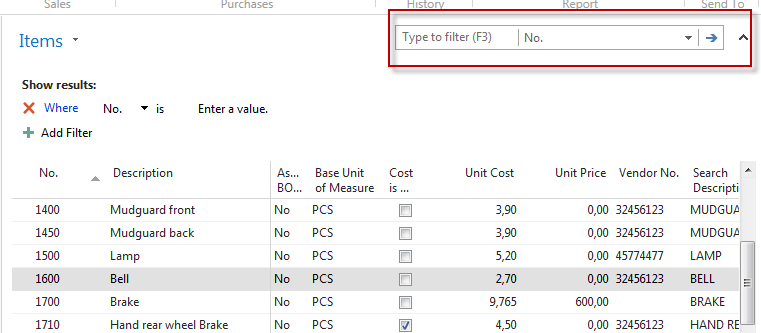 Sales Purchases History Report Send To
Items
Type to filter (F3) No.
Show results:
Where No. is Enter a value.
Add Filter
No. Description As... BO... Base Unit of Measure Cost is ... Unit Cost Unit Price Vendor No. Search Descripti
1400 Mudguard front No PCS 3,90 0,00 32456123 MUDGUA
1450 Mudguard back No PCS 3,90 0,00 32456123 MUDGUA
1500 Lamp No PCS 5,20 0,00 45774477 LAMP
1600 Bell No PCS 2,70 0,00 32456123 BELL
1700 Brake No PCS 9,765 600,00 BRAKE
1710 Hand rear wheel Brake No PCS 4,50 0,00 32456123 HAND RE